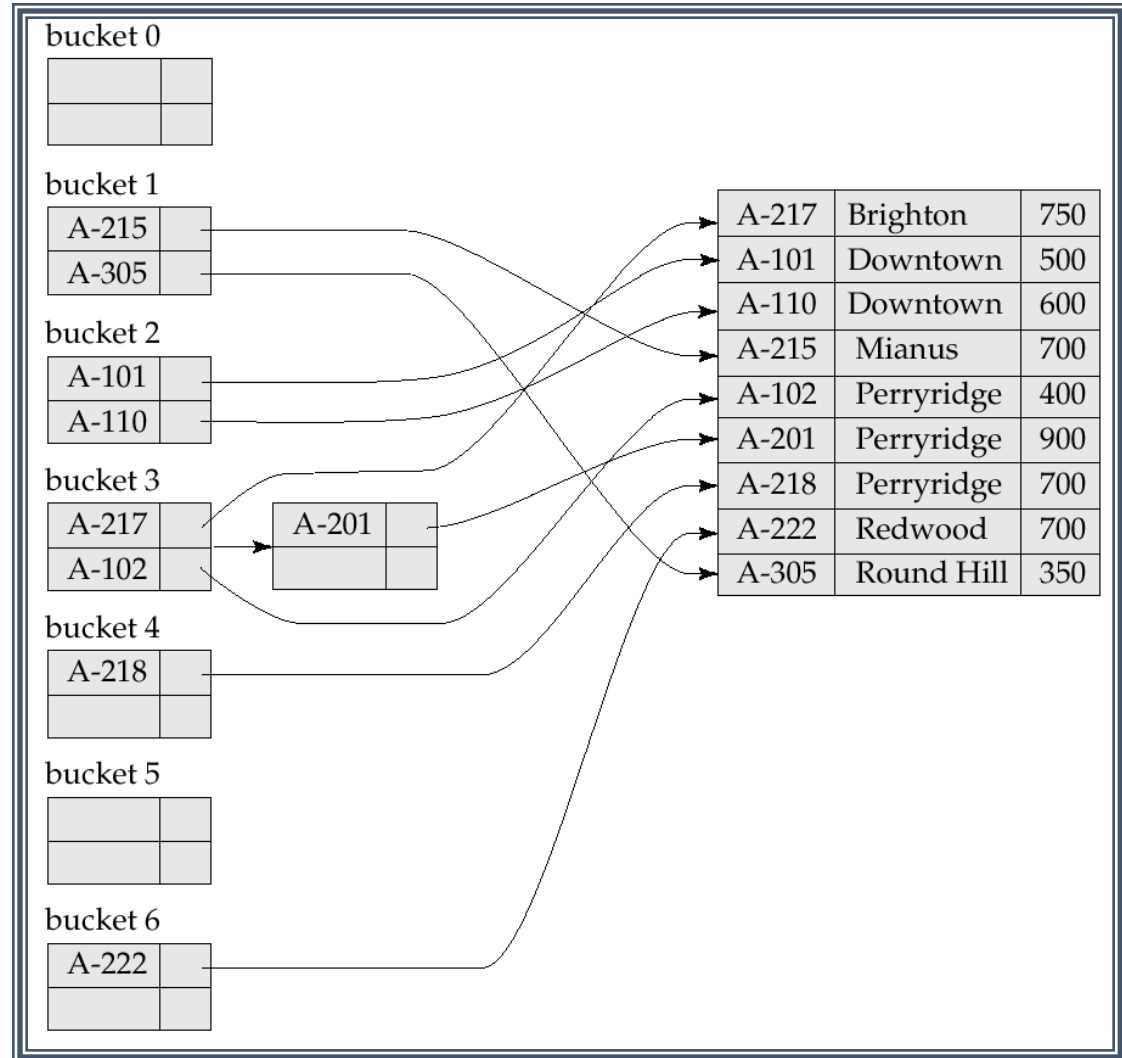 bucket 0
bucket 1
A-215
A-305
bucket 2
A-101
A-110
bucket 3
A-217
A-102
A-201
bucket 4
A-218
bucket 5
bucket 6
A-222
A-217 Brighton 750
A-101 Downtown 500
A-110 Downtown 600
A-215 Mianus 700
A-102 Perryridge 400
A-201 Perryridge 900
A-218 Perryridge 700
A-222 Redwood 700
A-305 Round Hill 350